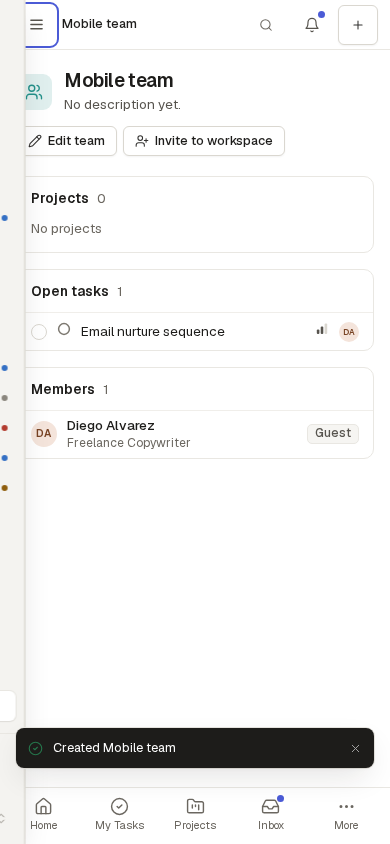 Mobile team
Mobile team
No description yet.
Edit team
Invite to workspace
Projects 0
No projects
Open tasks 1
Email nurture sequence DA
Members 1
DA Diego Alvarez
Freelance Copywriter
Guest
Created Mobile team
Home My Tasks Projects Inbox More